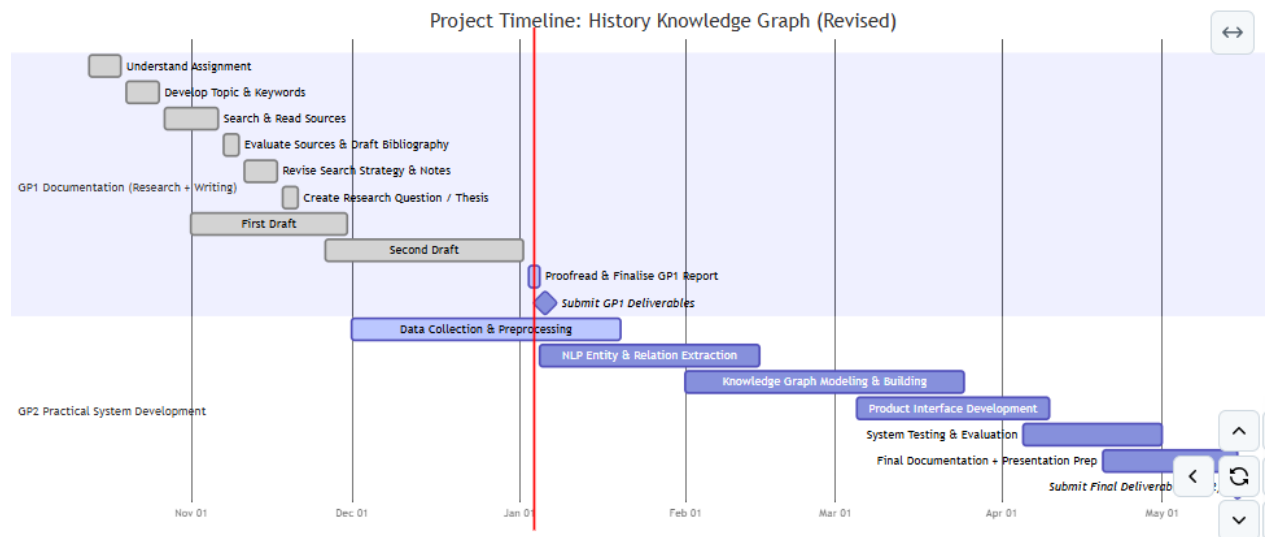 Project Timeline: History Knowledge Graph (Revised)
Understand Assignment
Develop Topic & Keywords
Search & Read Sources
Evaluate Sources & Draft Bibliography
Revise Search Strategy & Notes
GP1 Documentation (Research + Writing)
Create Research Question / Thesis
First Draft
Second Draft
Proofread & Finalise GP1 Report
Submit GP1 Deliverables
Data Collection & Preprocessing
NLP Entity & Relation Extraction
Knowledge Graph Modeling & Building
GP2 Practical System Development
Product Interface Development
System Testing & Evaluation
Final Documentation + Presentation Prep
Submit Final Deliverab
Nov 01 Dec 01 Jan 01 Feb 01 Mar 01 Apr 01 May 01